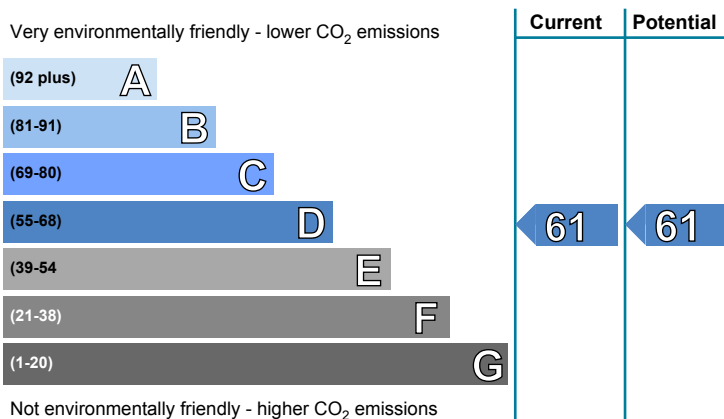 Current Potential
Very environmentally friendly - lower CO2 emissions
(92 plus) A
(81-91) B
(69-80) C
(55-68) D 61 61
(39-54 E
(21-38) F
(1-20) G
Not environmentally friendly - higher CO2 emissions